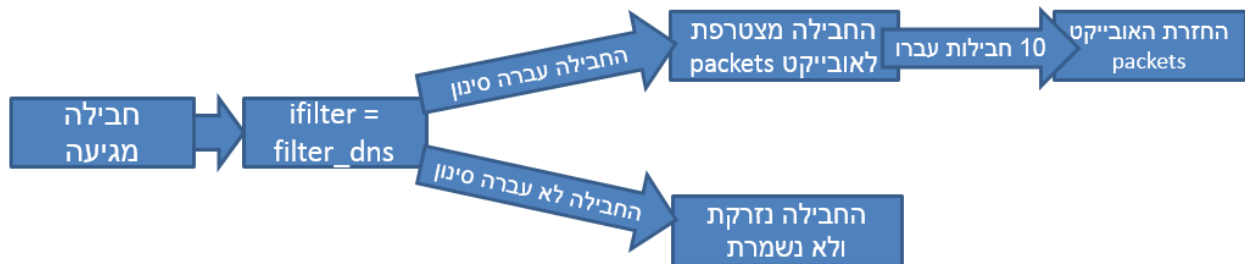 חבילה
מגיעה
ifilter =
filter_dns
החבילה עברה סינון
החבילה מצטרפת
לאובייקט packets
10 חבילות עברו
החזרת האובייקט
packets
החבילה לא עברה סינון
החבילה נזרקת
ולא נשמרת